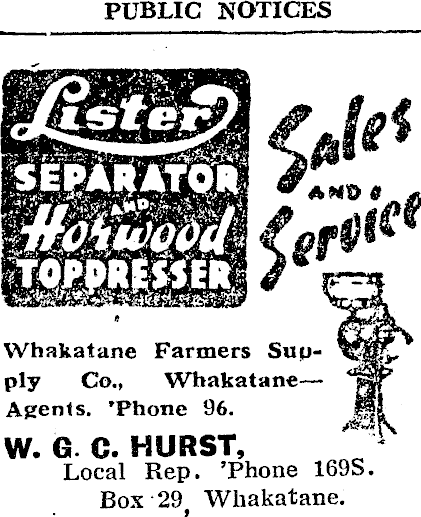 PUBLIC NOTICES
Lister
SEPARATOR
AND
Horwood
TOPDRESSER
Sales
AND
Service
Whakatane Farmers Sup-
ply Co., Whakatane—
Agents. 'Phone 96.
W. G. C. HURST,
Local Rep. 'Phone 169S.
Box 29, Whakatane.